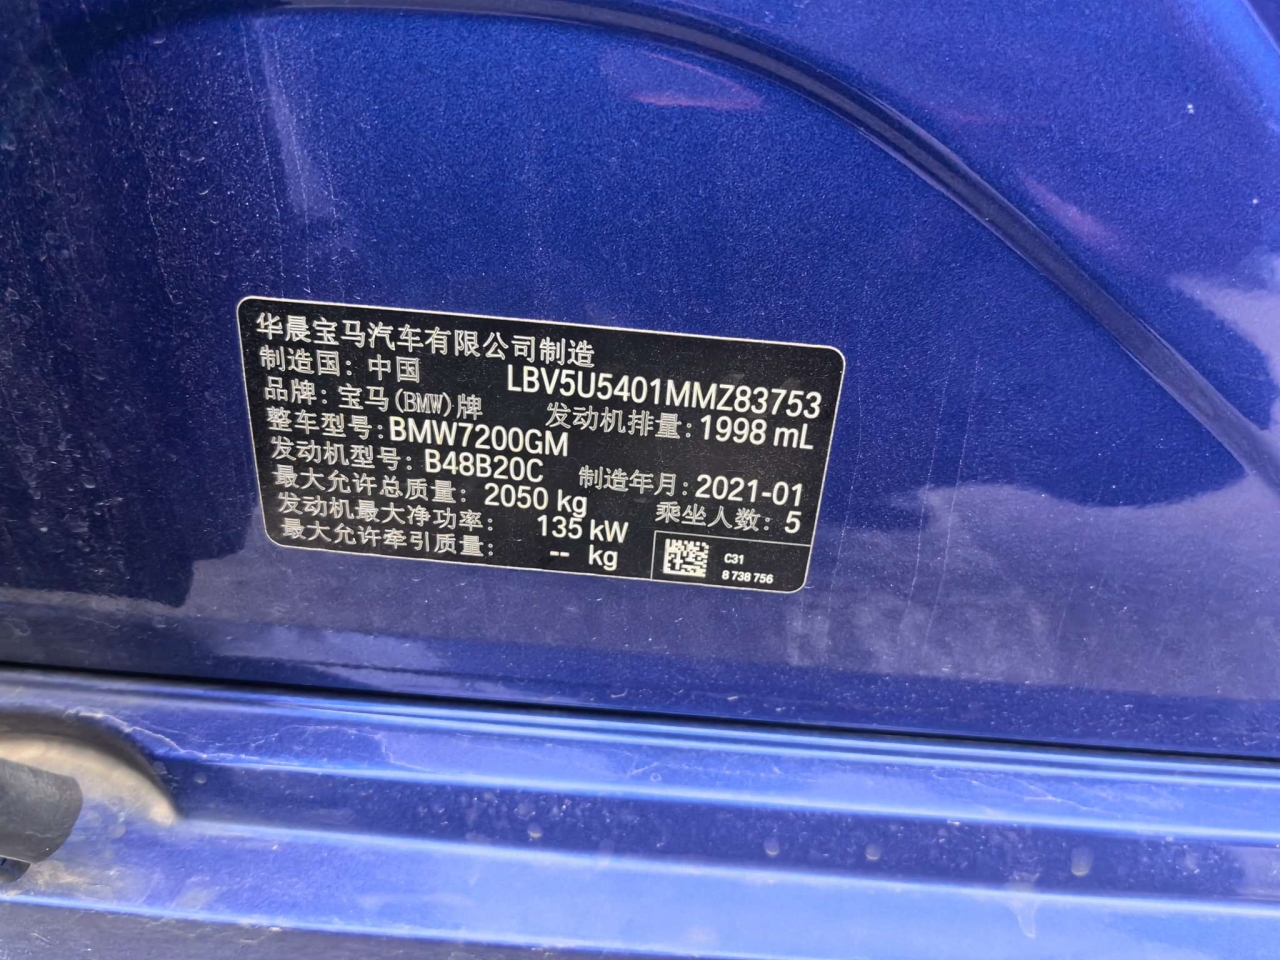 华晨宝马汽车有限公司制造
制造国: 中国 LBV5U5401MMZ83753
品牌: 宝马(BMW)牌 发动机排量: 1998 mL
整车型号: BMW7200GM
发动机型号: B48B20C 制造年月: 2021-01
最大允许总质量: 2050 kg 乘坐人数: 5
发动机最大净功率: 135 kW
最大允许牵引质量: -- kg
C31
8 738 756